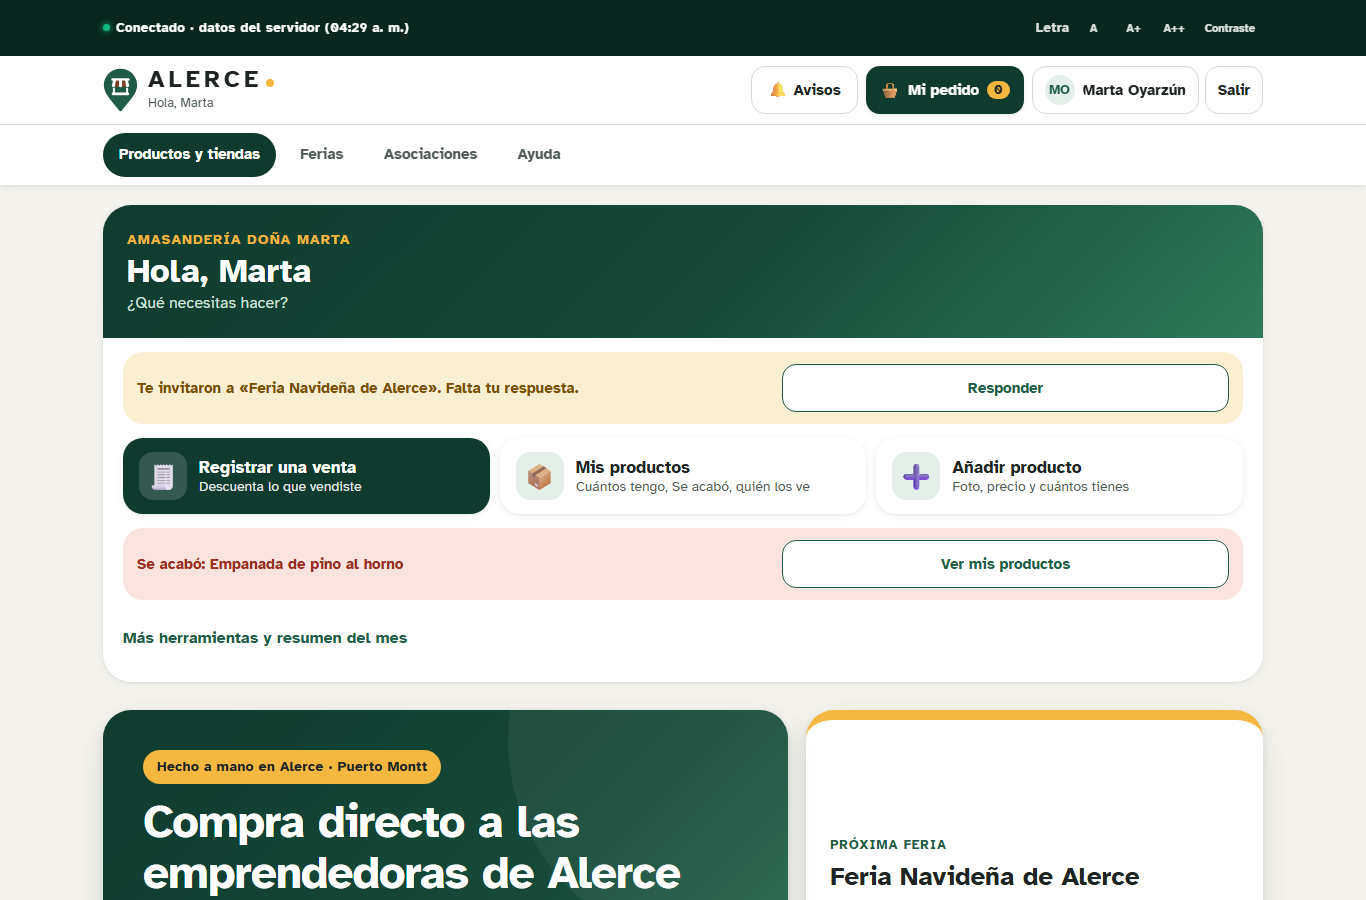 Conectado · datos del servidor (04:29 a. m.)
Letra A A+ A++ Contraste
ALERCE
Hola, Marta
Avisos
Mi pedido 0
MO Marta Oyarzún
Salir
Productos y tiendas
Ferias
Asociaciones
Ayuda
AMASANDERÍA DOÑA MARTA
Hola, Marta
¿Qué necesitas hacer?
Te invitaron a «Feria Navideña de Alerce». Falta tu respuesta.
Responder
Registrar una venta
Descuenta lo que vendiste
Mis productos
Cuántos tengo, Se acabó, quién los ve
Añadir producto
Foto, precio y cuántos tienes
Se acabó: Empanada de pino al horno
Ver mis productos
Más herramientas y resumen del mes
Hecho a mano en Alerce · Puerto Montt
Compra directo a las
emprendedoras de Alerce
PRÓXIMA FERIA
Feria Navideña de Alerce